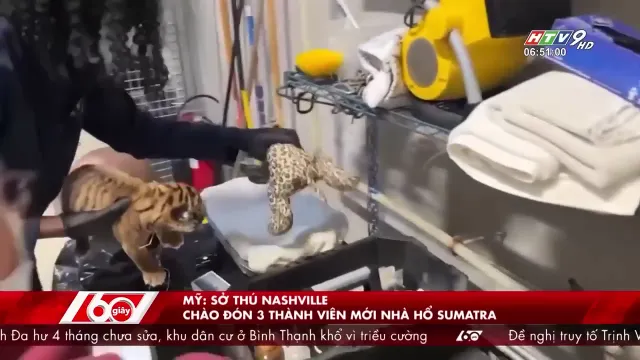 HTV9 HD
06:51:00
60 giây
MỸ: SỞ THÚ NASHVILLE
CHÀO ĐÓN 3 THÀNH VIÊN MỚI NHÀ HỔ SUMATRA
h Đa hư 4 tháng chưa sửa, khu dân cư ở Bình Thạnh khổ vì triều cường 60 Đề nghị truy tố Trịnh V